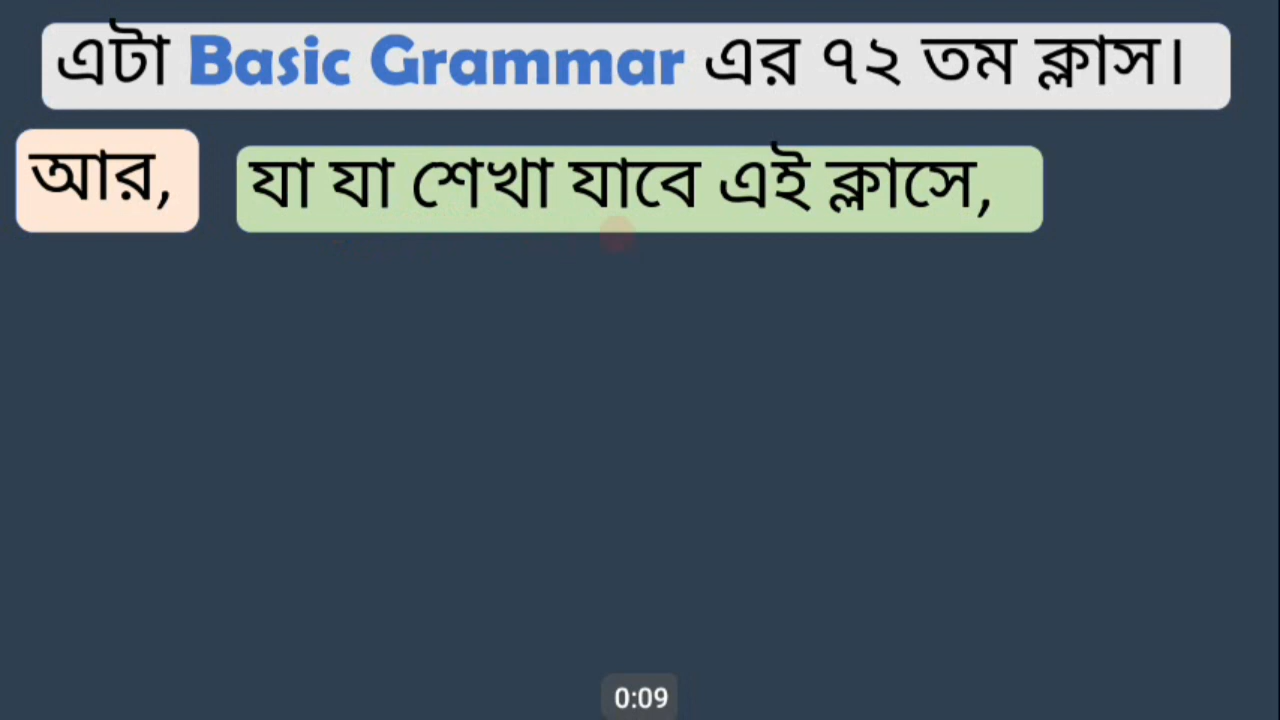 এটা Basic Grammar এর ৭২ তম ক্লাস।
আর, যা যা শেখা যাবে এই ক্লাসে,
0:09